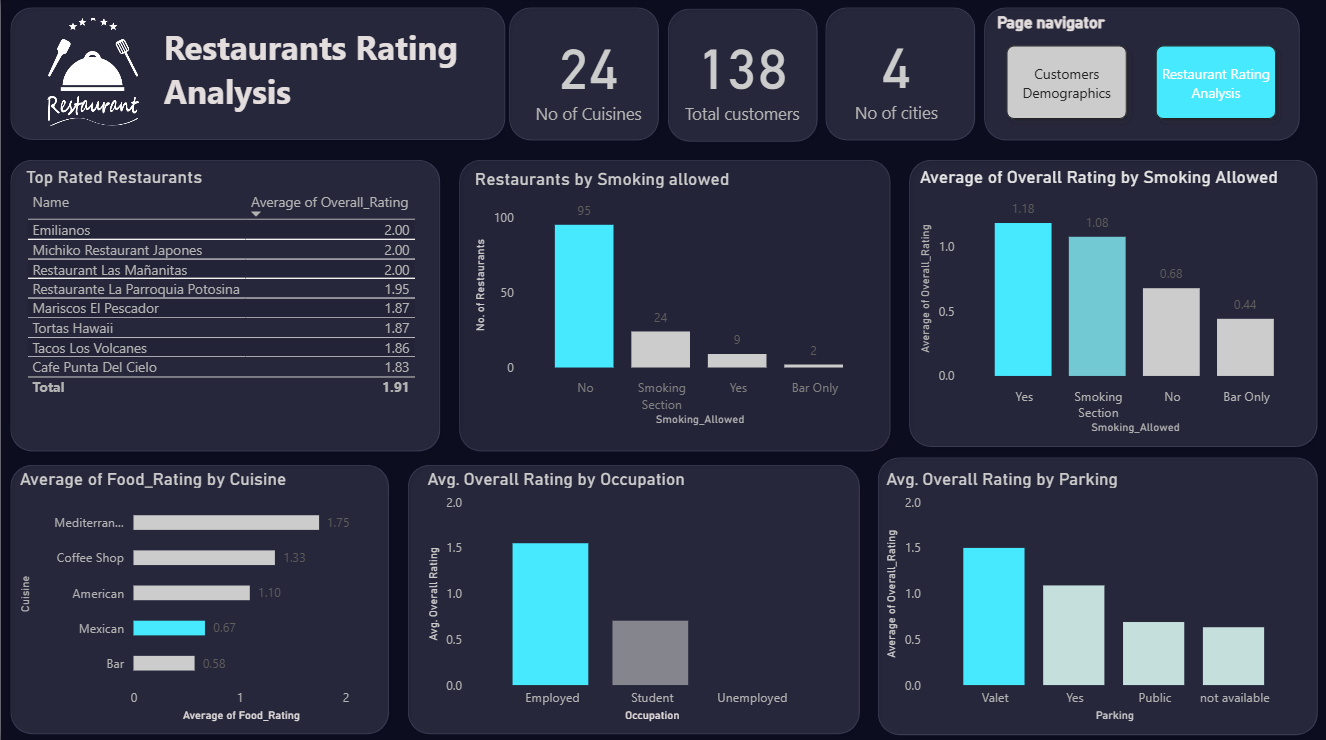 Restaurant
Restaurants Rating
Analysis
24
No of Cuisines
138
Total customers
4
No of cities
Page navigator
Customers
Demographics
Restaurant Rating
Analysis
Top Rated Restaurants
Name Average of Overall_Rating
Emilianos 2.00
Michiko Restaurant Japones 2.00
Restaurant Las Mañanitas 2.00
Restaurante La Parroquia Potosina 1.95
Mariscos El Pescador 1.87
Tortas Hawaii 1.87
Tacos Los Volcanes 1.86
Cafe Punta Del Cielo 1.83
Total 1.91
Restaurants by Smoking allowed
No. of Restaurants
100
50
0
95
24
9
2
No
Smoking
Section
Yes
Bar Only
Smoking_Allowed
Average of Overall Rating by Smoking Allowed
Average of Overall_Rating
1.0
0.5
0.0
1.18
1.08
0.68
0.44
Yes
Smoking
Section
No
Bar Only
Smoking_Allowed
Average of Food_Rating by Cuisine
Cuisine
Mediterran... 1.75
Coffee Shop 1.33
American 1.10
Mexican 0.67
Bar 0.58
0 1 2
Average of Food_Rating
Avg. Overall Rating by Occupation
Avg. Overall Rating
2.0
1.5
1.0
0.5
0.0
Employed Student Unemployed
Occupation
Avg. Overall Rating by Parking
Average of Overall_Rating
2.0
1.5
1.0
0.5
0.0
Valet Yes Public not available
Parking